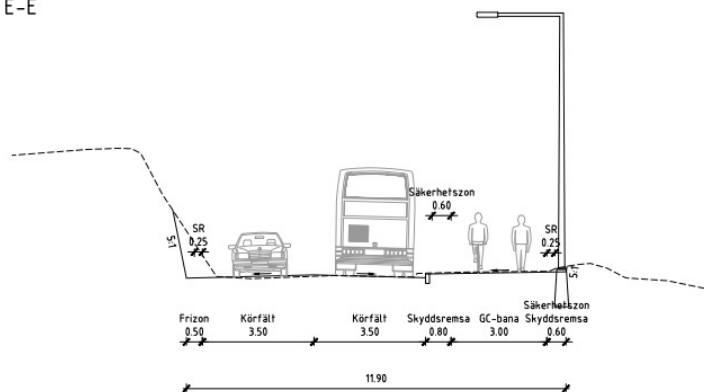 E-E
Säkerhetszon
0.60
SR
0.25
SR
0.25
5:1
5:1
Säkerhetszon
Frizon Körfält Körfält Skyddsremsa GC-bana Skyddsremsa
0.50 3.50 3.50 0.80 3.00 0.60
11.90